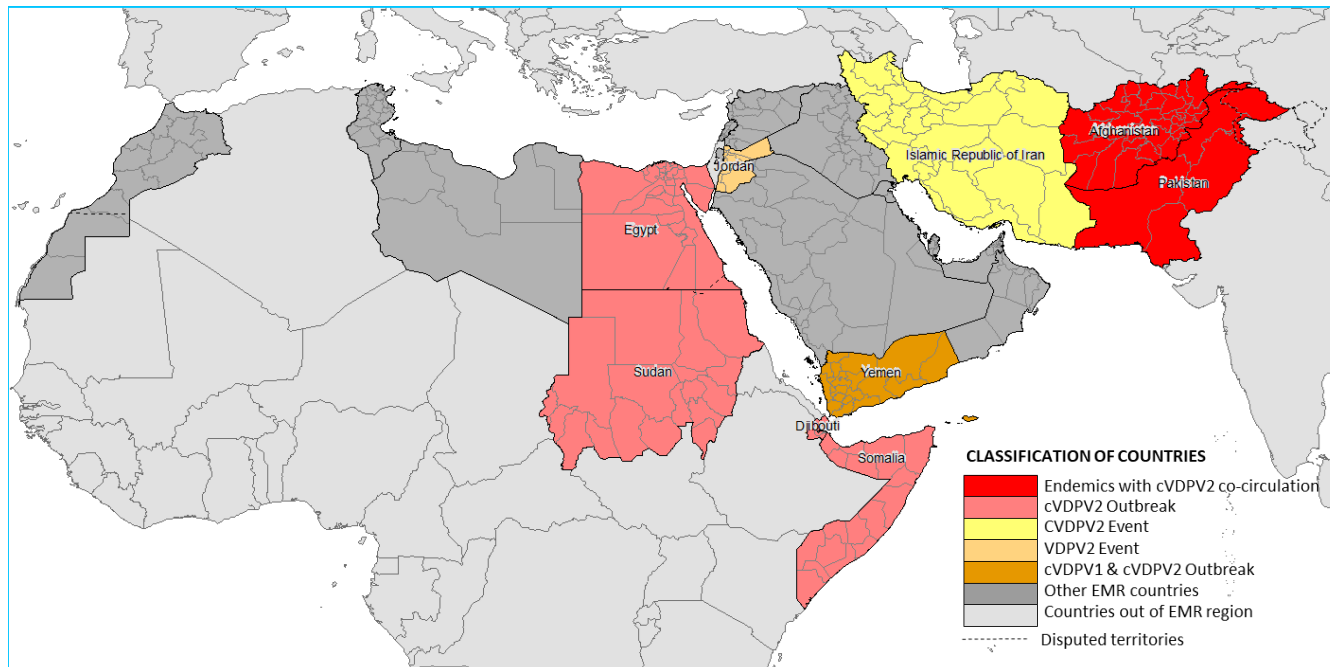 Afghanistan
Islamic Republic of Iran
Jordan
Pakistan
Egypt
Sudan
Yemen
Djibouti
Somalia
CLASSIFICATION OF COUNTRIES
Endemics with cVDPV2 co-circulation
cVDPV2 Outbreak
CVDPV2 Event
VDPV2 Event
cVDPV1 & cVDPV2 Outbreak
Other EMR countries
Countries out of EMR region
Disputed territories